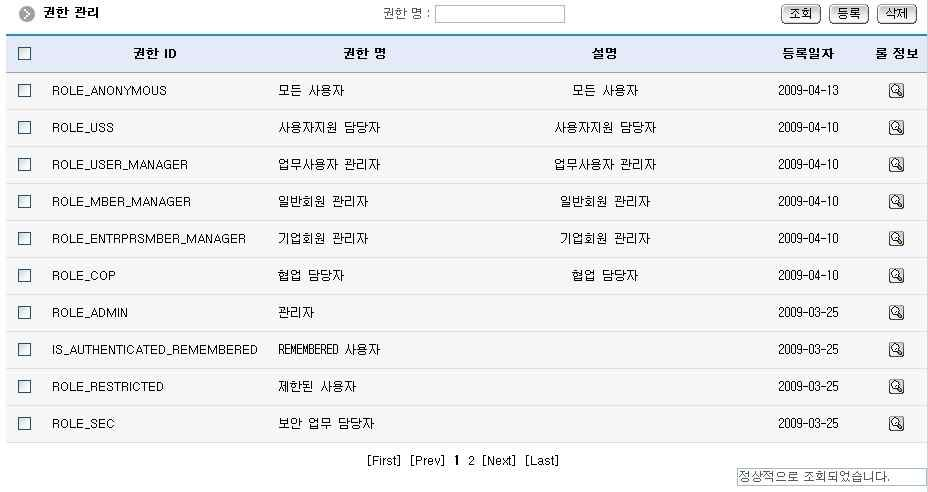 권한 관리 권한 명 : 조회 등록 삭제
권한 ID 권한 명 설명 등록일자 롤 정보
ROLE_ANONYMOUS 모든 사용자 모든 사용자 2009-04-13
ROLE_USS 사용자지원 담당자 사용자지원 담당자 2009-04-10
ROLE_USER_MANAGER 업무사용자 관리자 업무사용자 관리자 2009-04-10
ROLE_MBER_MANAGER 일반회원 관리자 일반회원 관리자 2009-04-10
ROLE_ENTRPRSMBER_MANAGER 기업회원 관리자 기업회원 관리자 2009-04-10
ROLE_COP 협업 담당자 협업 담당자 2009-04-10
ROLE_ADMIN 관리자 2009-03-25
IS_AUTHENTICATED_REMEMBERED REMEMBERED 사용자 2009-03-25
ROLE_RESTRICTED 제한된 사용자 2009-03-25
ROLE_SEC 보안 업무 담당자 2009-03-25
[First] [Prev] 1 2 [Next] [Last]
정상적으로 조회되었습니다.